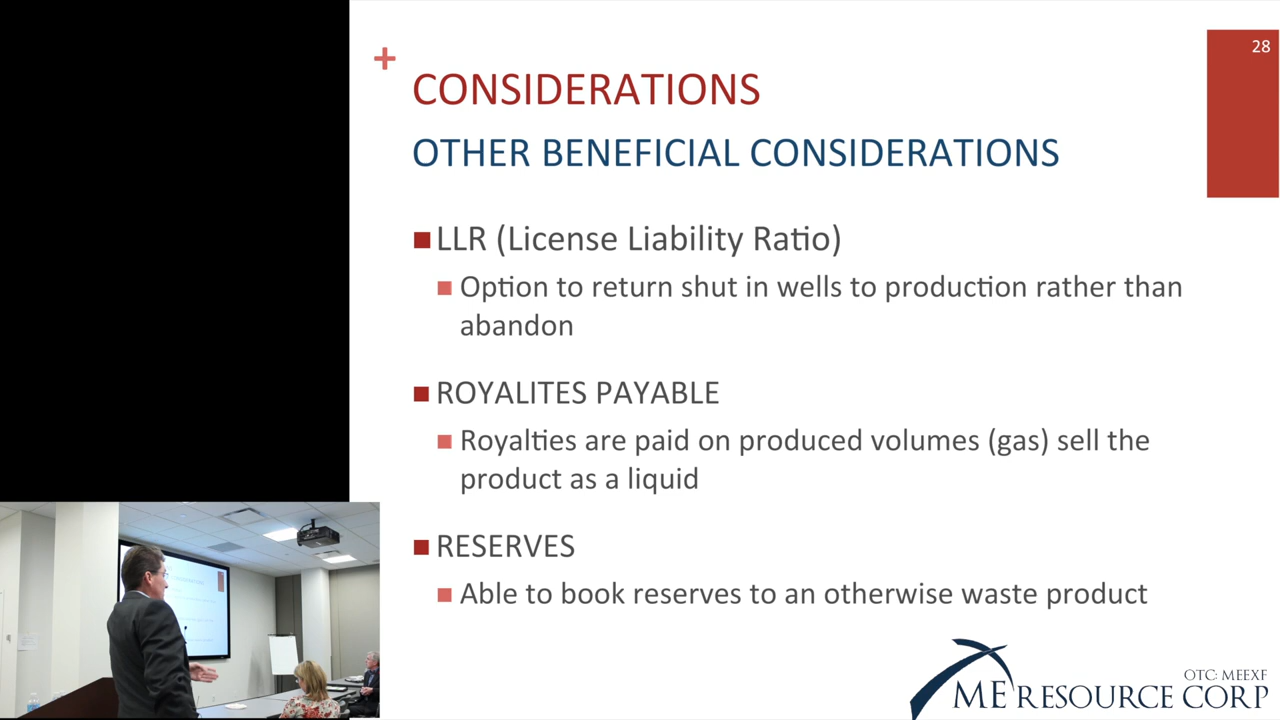 28
+
CONSIDERATIONS
OTHER BENEFICIAL CONSIDERATIONS
LLR (License Liability Ratio)
Option to return shut in wells to production rather than
abandon
ROYALITES PAYABLE
Royalties are paid on produced volumes (gas) sell the
product as a liquid
RESERVES
Able to book reserves to an otherwise waste product
OTC: MEEXF
ME RESOURCE CORP